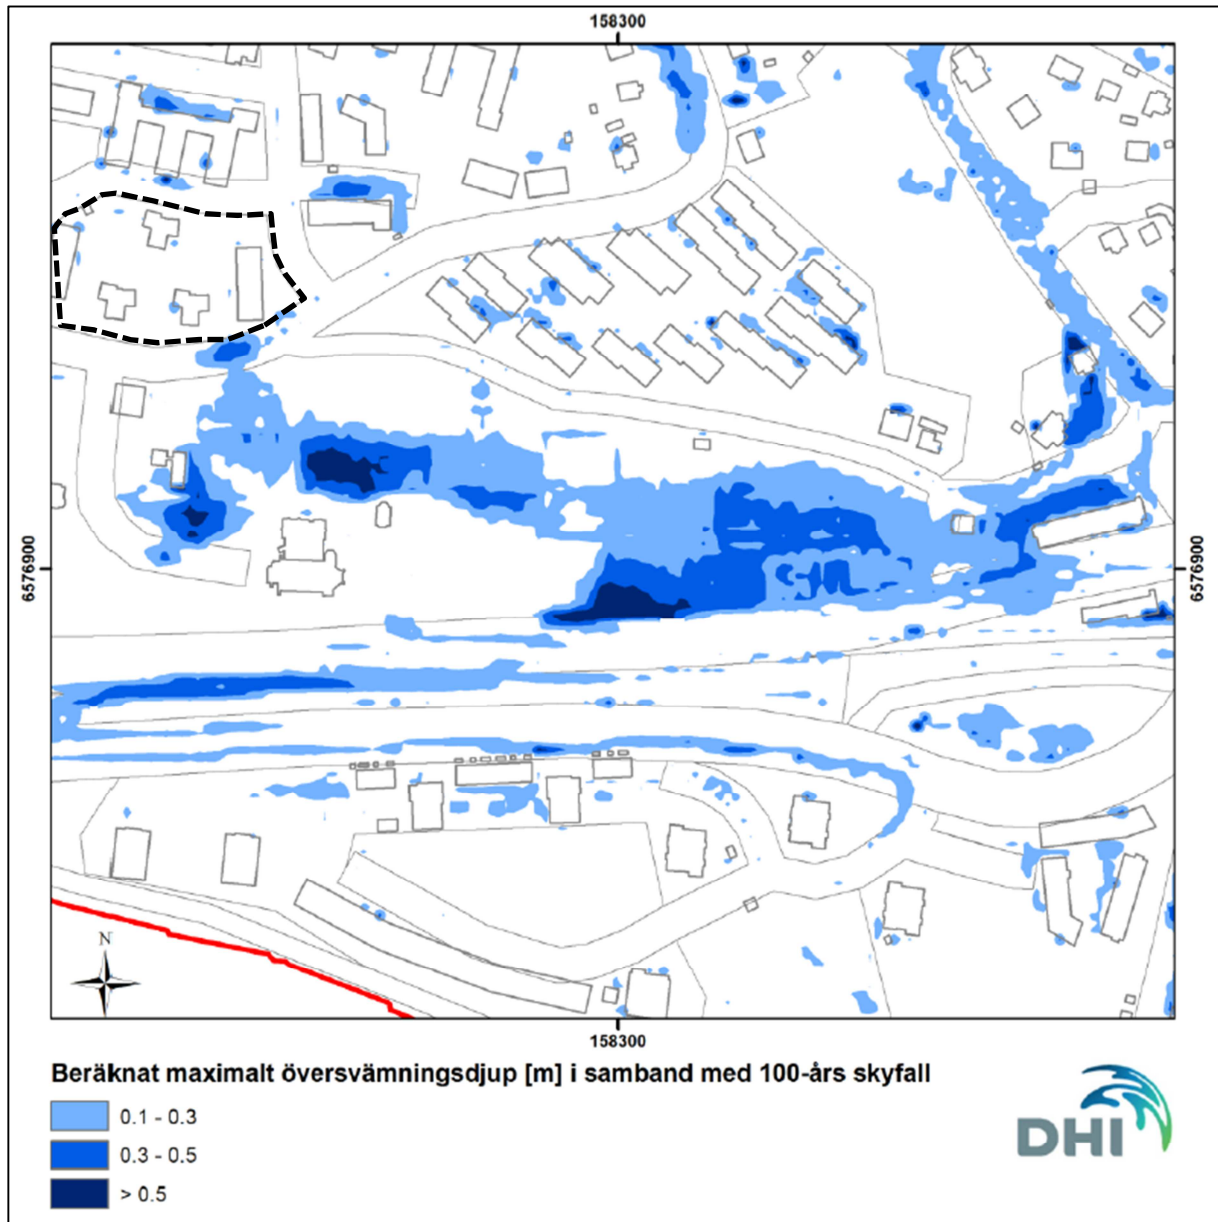 158300
6576900
6576900
N
158300
Beräknat maximalt översvämningsdjup [m] i samband med 100-års skyfall
0.1 - 0.3
0.3 - 0.5
> 0.5
DHI